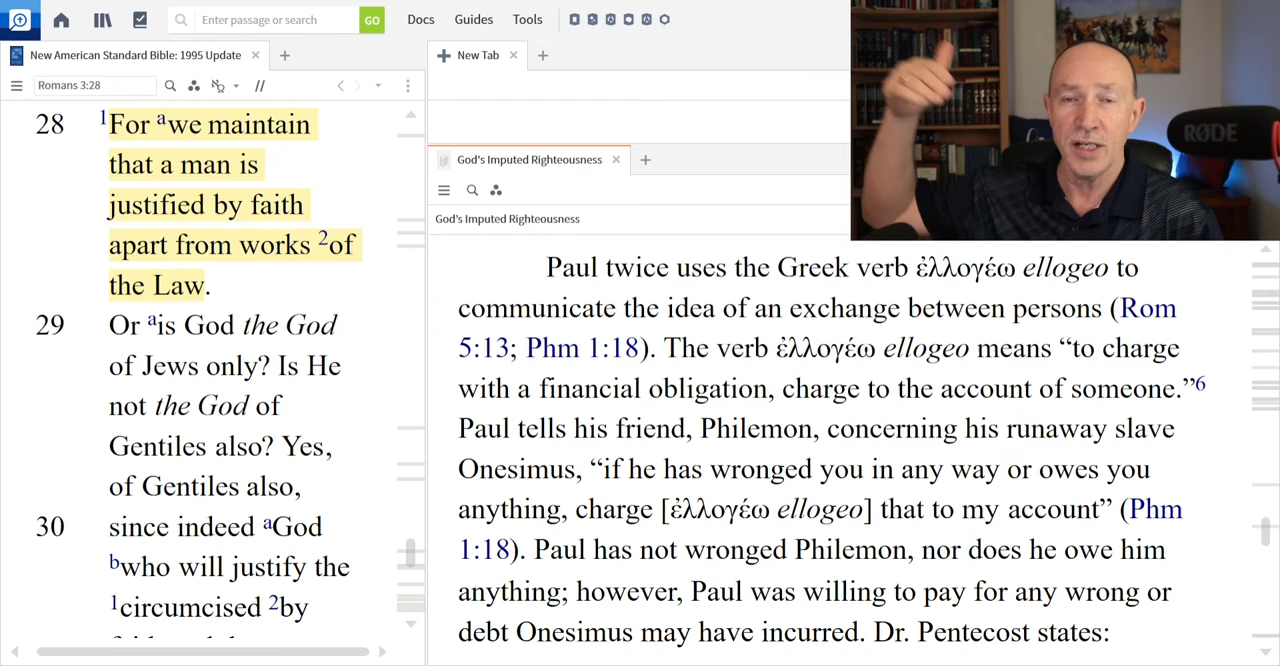 Enter passage or search
GO
Docs
Guides
Tools
New American Standard Bible: 1995 Update
New Tab
Romans 3:28
28
1For awe maintain
that a man is
justified by faith
apart from works 2of
the Law.
29
Or ais God the God
of Jews only? Is He
not the God of
Gentiles also? Yes,
of Gentiles also,
30
since indeed aGod
bwho will justify the
1circumcised 2by
God's Imputed Righteousness
God's Imputed Righteousness
Paul twice uses the Greek verb ἐλλογέω ellogeo to
communicate the idea of an exchange between persons (Rom
5:13; Phm 1:18). The verb ἐλλογέω ellogeo means “to charge
with a financial obligation, charge to the account of someone.”6
Paul tells his friend, Philemon, concerning his runaway slave
Onesimus, “if he has wronged you in any way or owes you
anything, charge [ἐλλογέω ellogeo] that to my account” (Phm
1:18). Paul has not wronged Philemon, nor does he owe him
anything; however, Paul was willing to pay for any wrong or
debt Onesimus may have incurred. Dr. Pentecost states:
RØDE